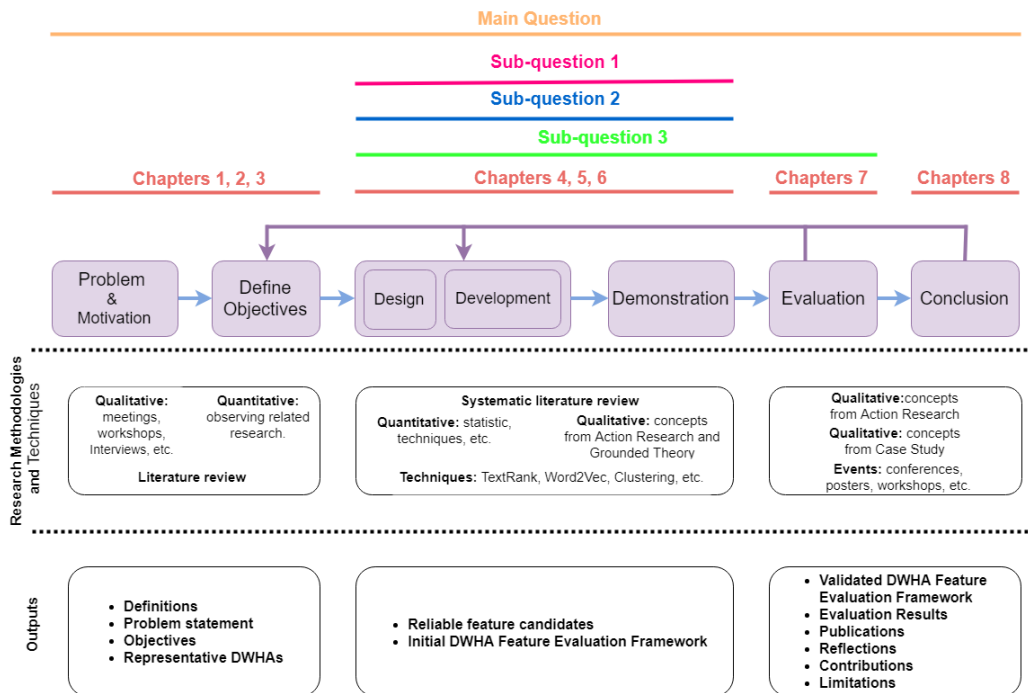 Main Question
Sub-question 1
Sub-question 2
Sub-question 3
Chapters 1, 2, 3
Chapters 4, 5, 6
Chapters 7
Chapters 8
Problem
&
Motivation
Define
Objectives
Design
Development
Demonstration
Evaluation
Conclusion
Research Methodologies
and Techniques
Qualitative:
meetings,
workshops,
Interviews, etc.
Quantitative:
observing related
research.
Literature review
Systematic literature review
Quantitative: statistic,
techniques, etc.
Qualitative: concepts
from Action Research and
Grounded Theory
Techniques: TextRank, Word2Vec, Clustering, etc.
Qualitative:concepts
from Action Research
Qualitative: concepts
from Case Study
Events: conferences,
posters, workshops, etc.
Outputs
• Definitions
• Problem statement
• Objectives
• Representative DWHAs
• Reliable feature candidates
• Initial DWHA Feature Evaluation Framework
• Validated DWHA Feature
Evaluation Framework
• Evaluation Results
• Publications
• Reflections
• Contributions
• Limitations